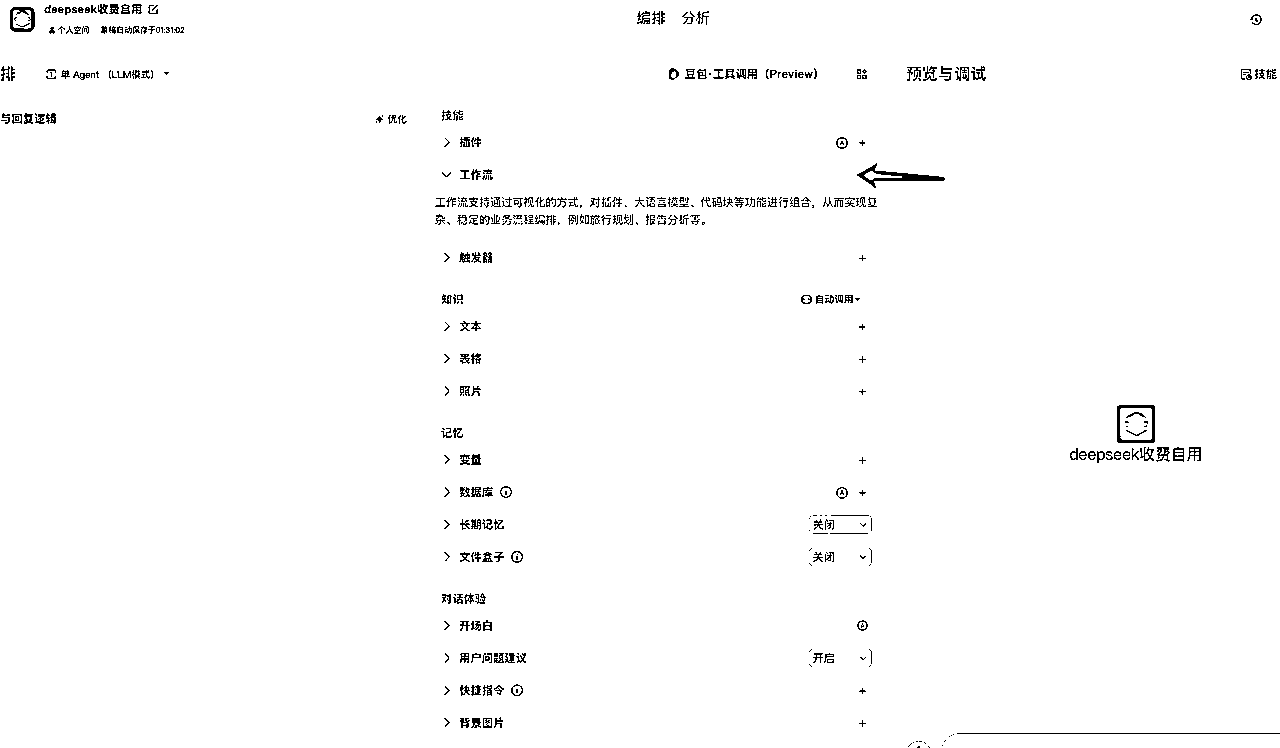 deepseek收费自用
个人空间 草稿自动保存于01:31:02
编排 分析
排 单 Agent （LLM模式）
豆包·工具调用（Preview）
预览与调试
技能
与回复逻辑
优化
技能
插件
工作流
工作流支持通过可视化的方式，对插件、大语言模型、代码块等功能进行组合，从而实现复
杂、稳定的业务流程编排，例如旅行规划、报告分析等。
触发器
知识
自动调用
文本
表格
照片
记忆
变量
数据库
长期记忆 关闭
文件盒子 关闭
deepseek收费自用
对话体验
开场白
用户问题建议 开启
快捷指令
背景图片